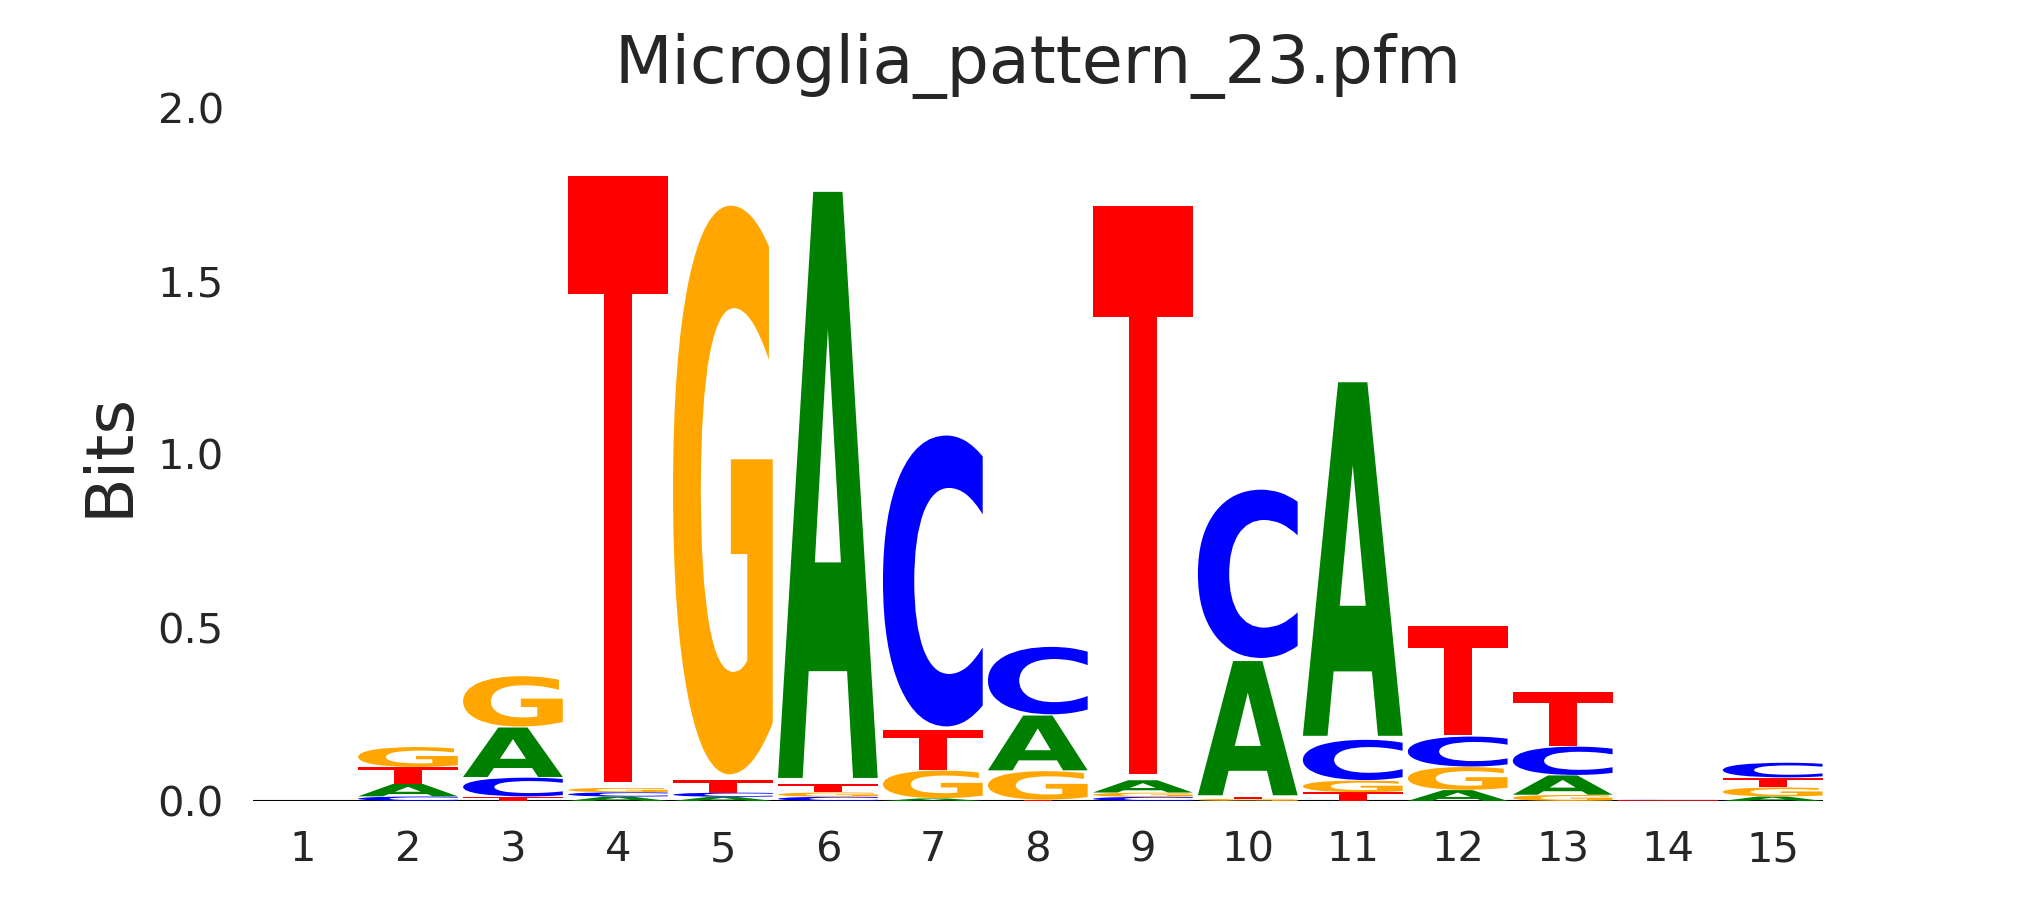 Microglia_pattern_23.pfm
2.0
1.5
1.0
0.5
0.0
Bits
G T A C
G A C T
T G C A
G T C A
A T G C
C T G A
C A G T
T A G C
C A T G
A C G T
T C G A
T C A G
C T G A
1 2 3 4 5 6 7 8 9 10 11 12 13 14 15